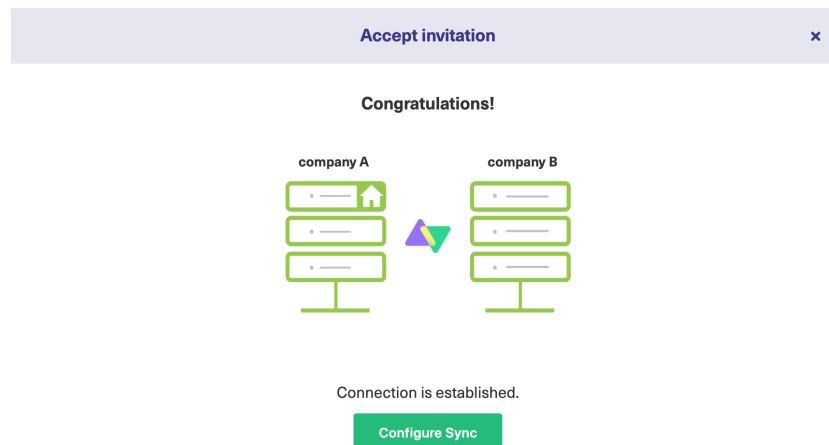 Accept invitation
×
Congratulations!
company A
company B
Connection is established.
Configure Sync